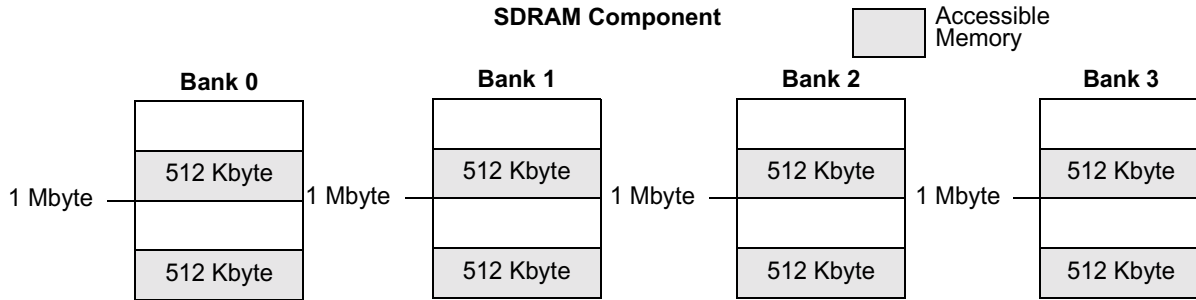 SDRAM Component
Accessible
Memory
Bank 0
Bank 1
Bank 2
Bank 3
512 Kbyte
512 Kbyte
512 Kbyte
512 Kbyte
1 Mbyte
1 Mbyte
1 Mbyte
1 Mbyte
512 Kbyte
512 Kbyte
512 Kbyte
512 Kbyte